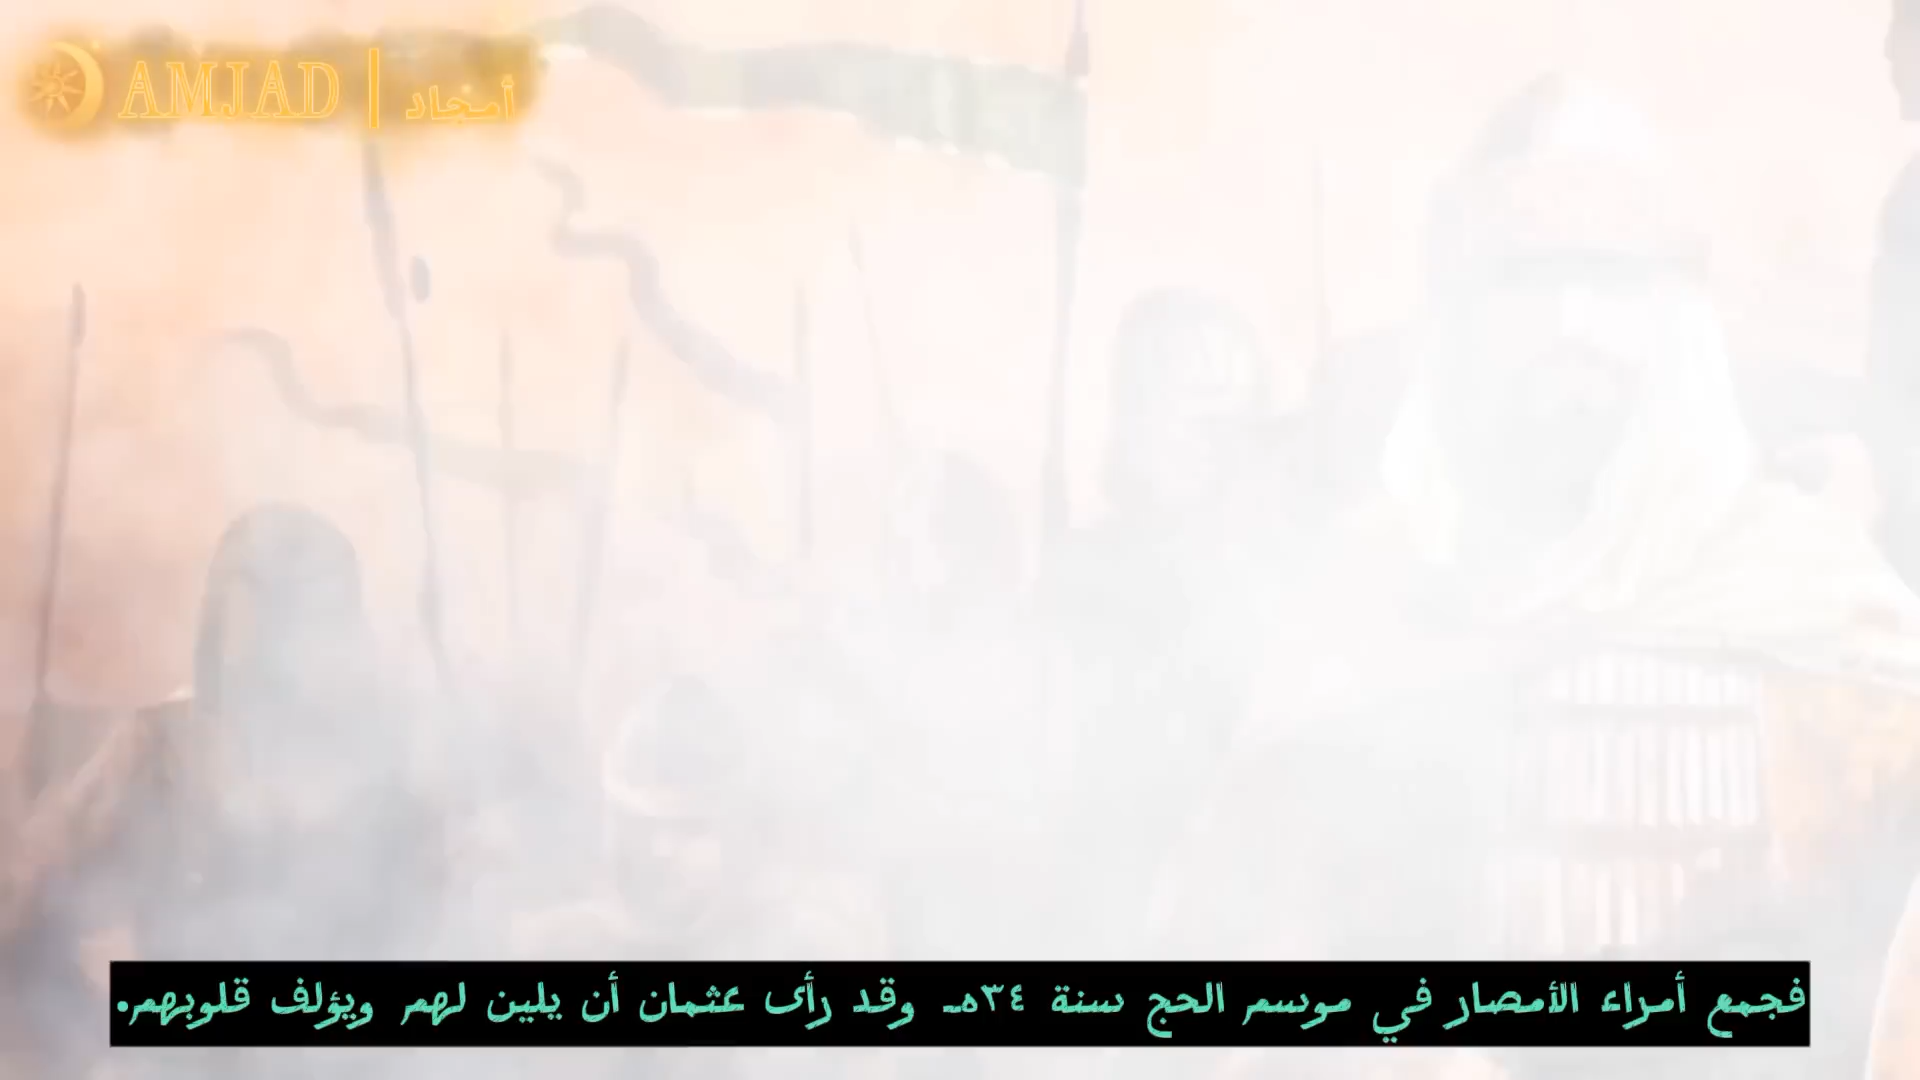 AMJAD | أمجاد
فجمع أمراء الأمصار في موسم الحج سنة ٣٤هـ وقد رأى عثمان أن يلين لهم ويؤلف قلوبهم.